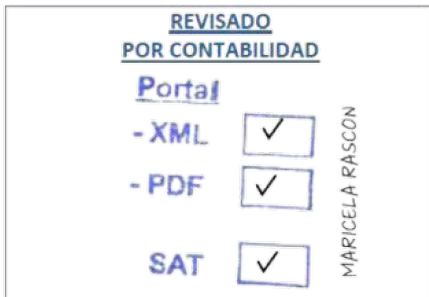 REVISADO
POR CONTABILIDAD
Portal
- XML ✓
- PDF ✓
SAT ✓
MARICELA RASCON